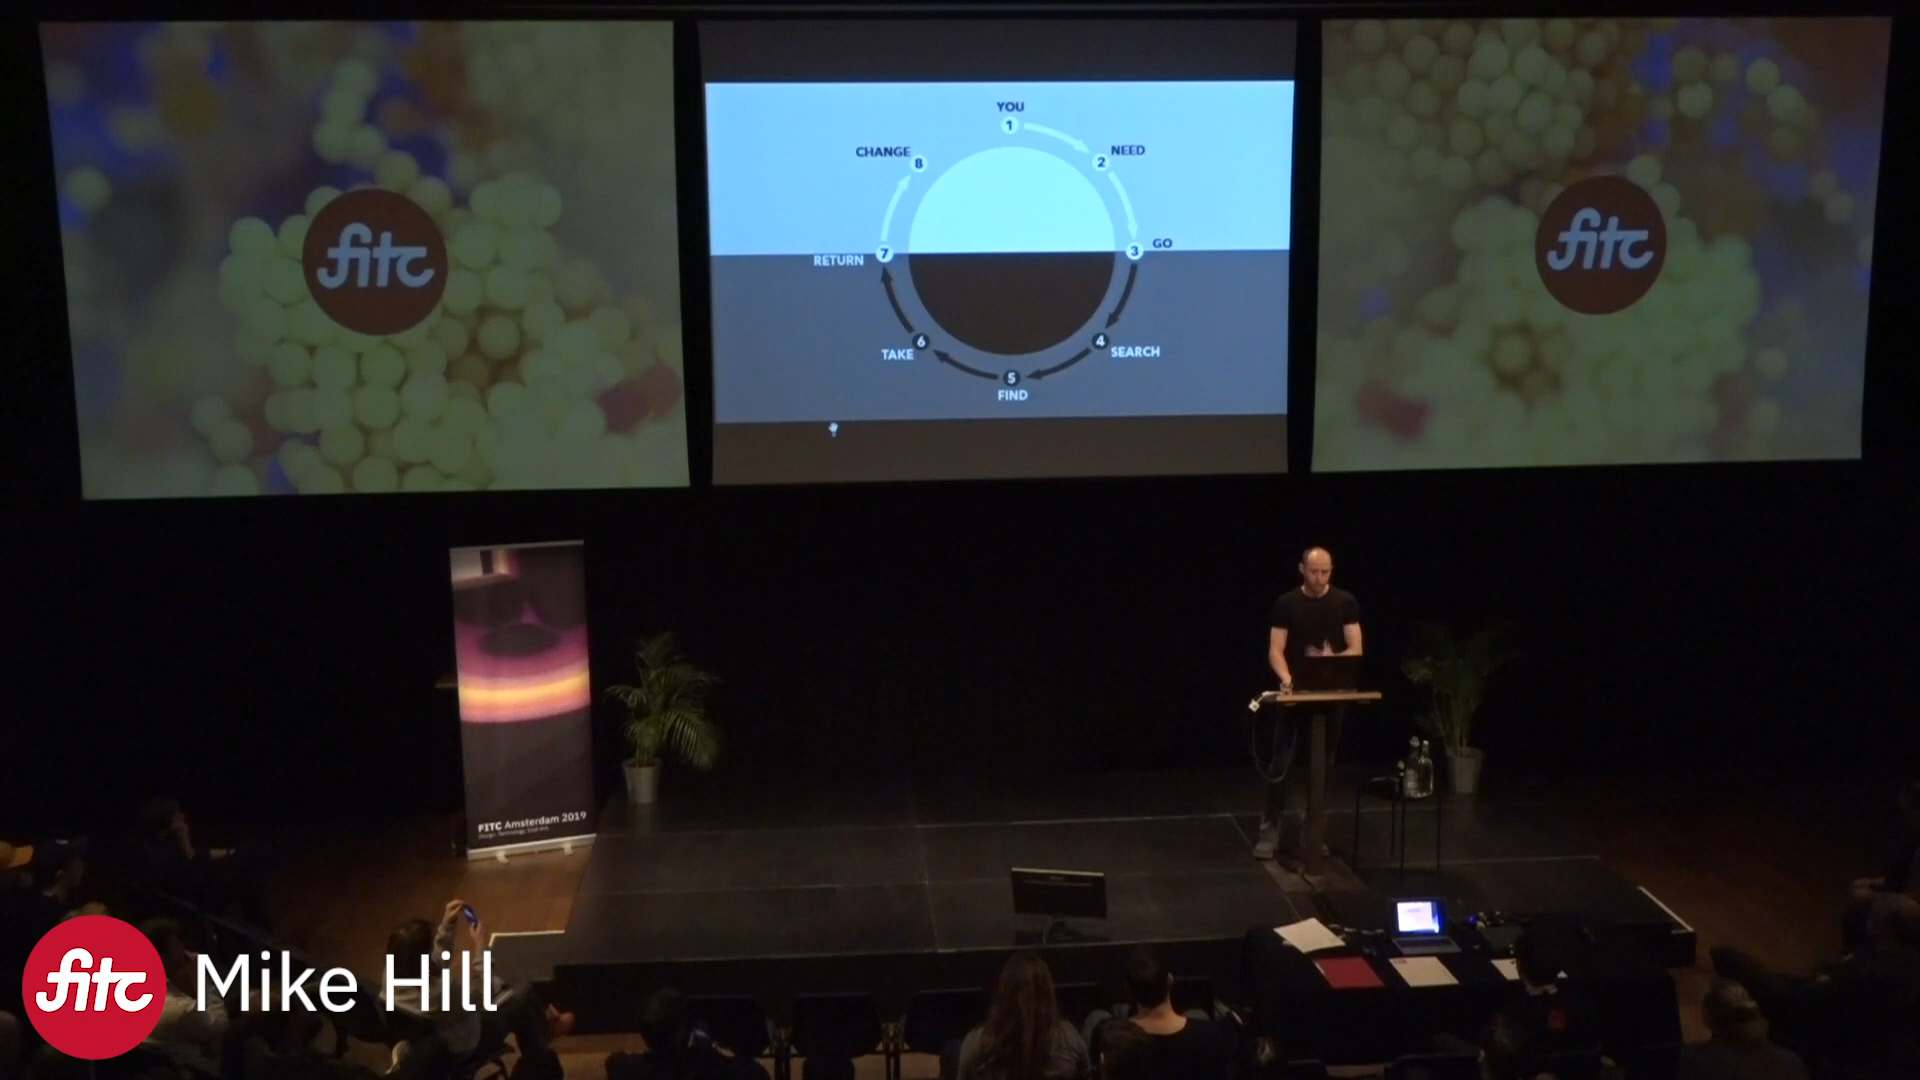 fitc
YOU
1
CHANGE
8
2
NEED
RETURN
7
3
GO
TAKE
6
4
SEARCH
5
FIND
fitc
FITC Amsterdam 2019
fitc
Mike Hill